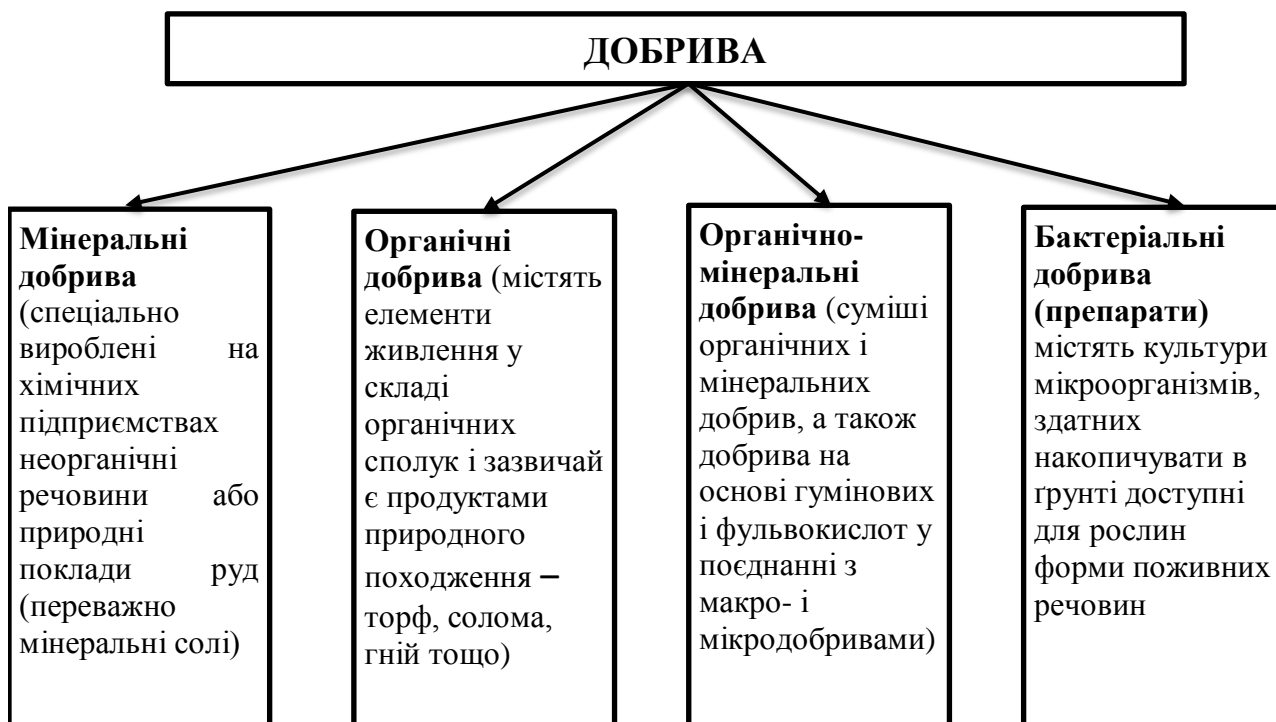 ДОБРИВА
Мінеральні
добрива
(спеціально
вироблені на
хімічних
підприємствах
неорганічні
речовини або
природні
поклади руд
(переважно
мінеральні солі)
Органічні
добрива (містять
елементи
живлення у
складі
органічних
сполук і зазвичай
є продуктами
природного
походження –
торф, солома,
гній тощо)
Органічно-
мінеральні
добрива (суміші
органічних і
мінеральних
добрив, а також
добрива на
основі гумінових
і фульвокислот у
поєднанні з
макро- і
мікродобривами)
Бактеріальні
добрива
(препарати)
містять культури
мікроорганізмів,
здатних
накопичувати в
ґрунті доступні
для рослин
форми поживних
речовин